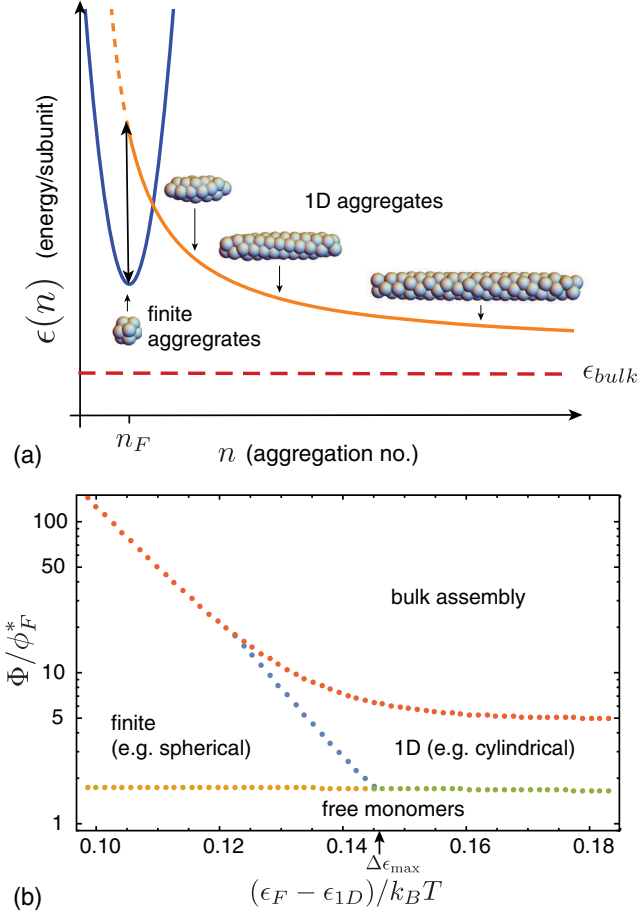 ϵ(n) (energy/subunit)
1D aggregates
finite
aggregrates
ϵ_bulk
n_F
n (aggregation no.)
(a)
Φ/ϕ*_F
100
50
10
5
1
bulk assembly
finite
(e.g. spherical)
1D (e.g. cylindrical)
free monomers
0.10
0.12
0.14
0.16
0.18
Δϵ_max
(ϵ_F − ϵ_1D)/k_BT
(b)